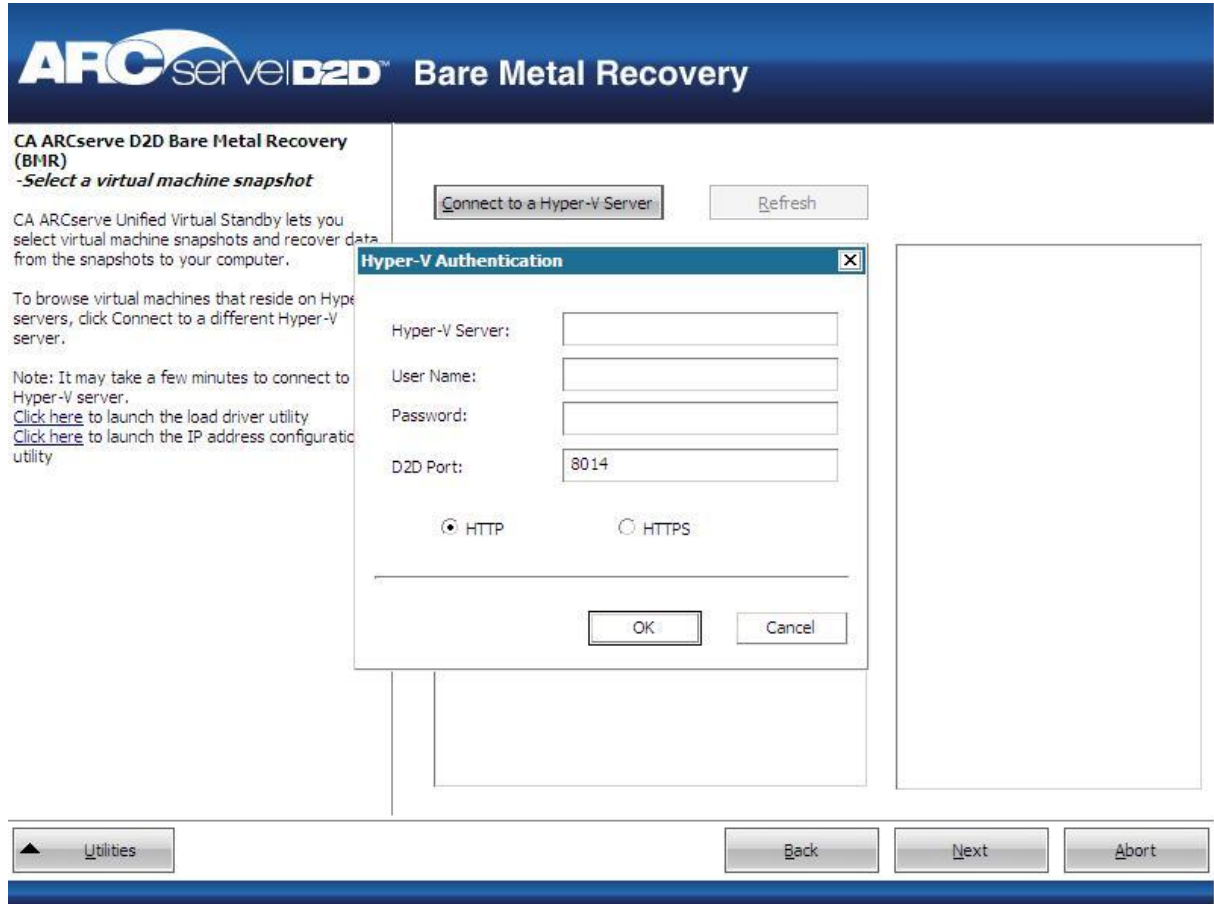 ARCserve D2D™ Bare Metal Recovery
CA ARCserve D2D Bare Metal Recovery
(BMR)
-Select a virtual machine snapshot
CA ARCserve Unified Virtual Standby lets you
select virtual machine snapshots and recover data
from the snapshots to your computer.
To browse virtual machines that reside on Hype
servers, click Connect to a different Hyper-V
server.
Note: It may take a few minutes to connect to
Hyper-V server.
Click here to launch the load driver utility
Click here to launch the IP address configuratic
utility
Connect to a Hyper-V Server
Refresh
Hyper-V Authentication
Hyper-V Server:
User Name:
Password:
D2D Port: 8014
HTTP HTTPS
OK Cancel
Utilities
Back
Next
Abort